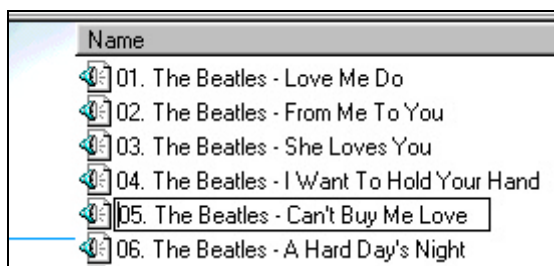 Name
01. The Beatles - Love Me Do
02. The Beatles - From Me To You
03. The Beatles - She Loves You
04. The Beatles - I Want To Hold Your Hand
05. The Beatles - Can't Buy Me Love
06. The Beatles - A Hard Day's Night